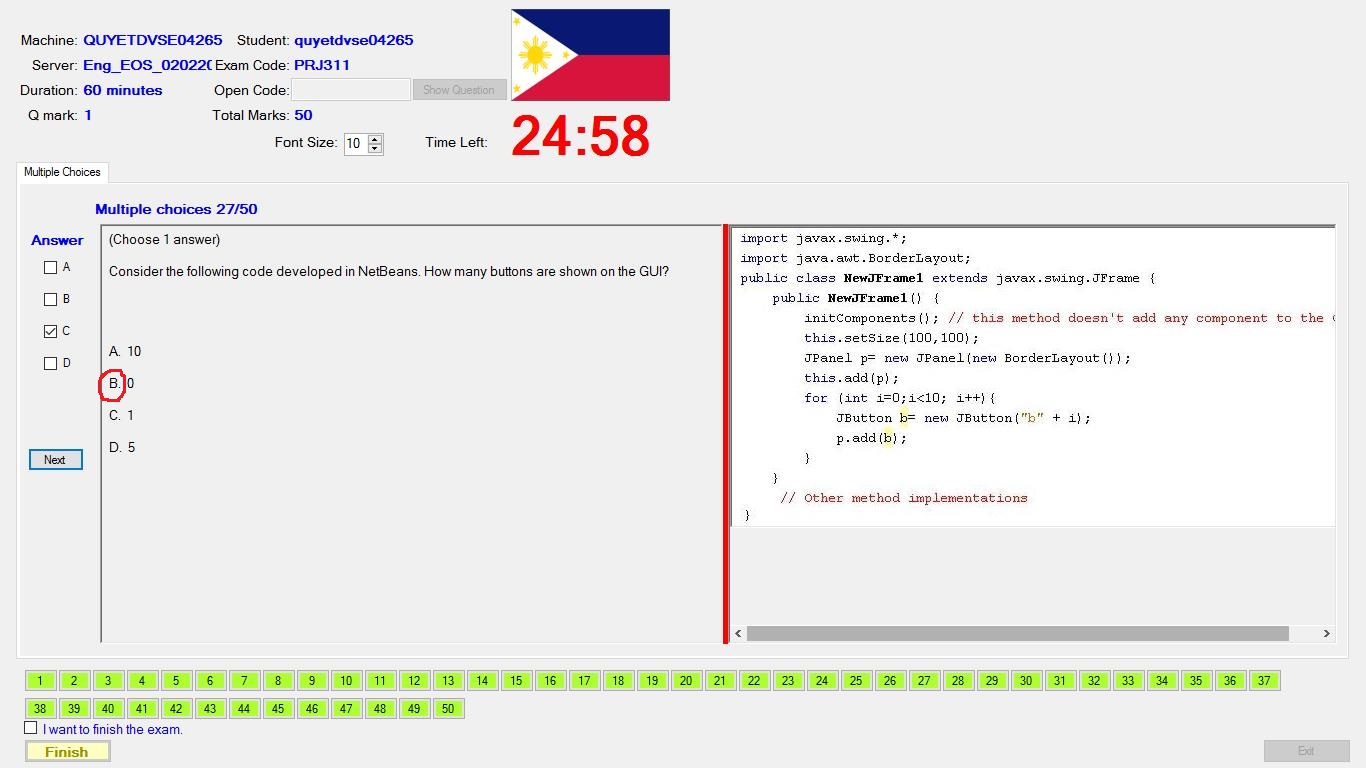 Machine: QUYETDVSE04265 Student: quyetdvse04265
Server: Eng_EOS_020220 Exam Code: PRJ311
Duration: 60 minutes Open Code: Show Question
Q mark: 1 Total Marks: 50
Font Size: 10 Time Left: 24:58
Multiple Choices
Multiple choices 27/50
Answer
A
B
C
D
Next
(Choose 1 answer)
Consider the following code developed in NetBeans. How many buttons are shown on the GUI?
A. 10
B. 0
C. 1
D. 5
import javax.swing.*;
import java.awt.BorderLayout;
public class NewJFrame1 extends javax.swing.JFrame {
public NewJFrame1() {
initComponents(); // this method doesn't add any component to the
this.setSize(100,100);
JPanel p= new JPanel(new BorderLayout());
this.add(p);
for (int i=0;i<10; i++){
JButton b= new JButton("b" + i);
p.add(b);
}
}
// Other method implementations
}
1 2 3 4 5 6 7 8 9 10 11 12 13 14 15 16 17 18 19 20 21 22 23 24 25 26 27 28 29 30 31 32 33 34 35 36 37
38 39 40 41 42 43 44 45 46 47 48 49 50
I want to finish the exam.
Finish
Exit